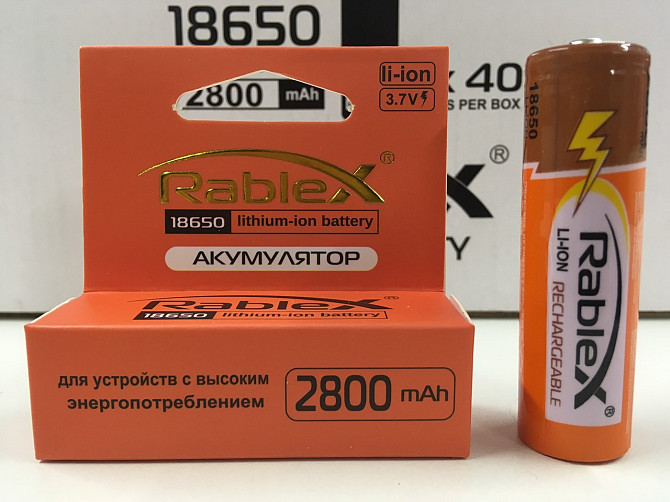 18650
x 40
S PER BOX
X®
TY
li-ion
3.7V
2800 mAh
RableX®
18650 lithium-ion battery
АКУМУЛЯТОР
RableX®
18650 lithium-ion battery
для устройств с высоким
энергопотреблением
2800 mAh
18650
RableX®
LI-ION RECHARGEABLE